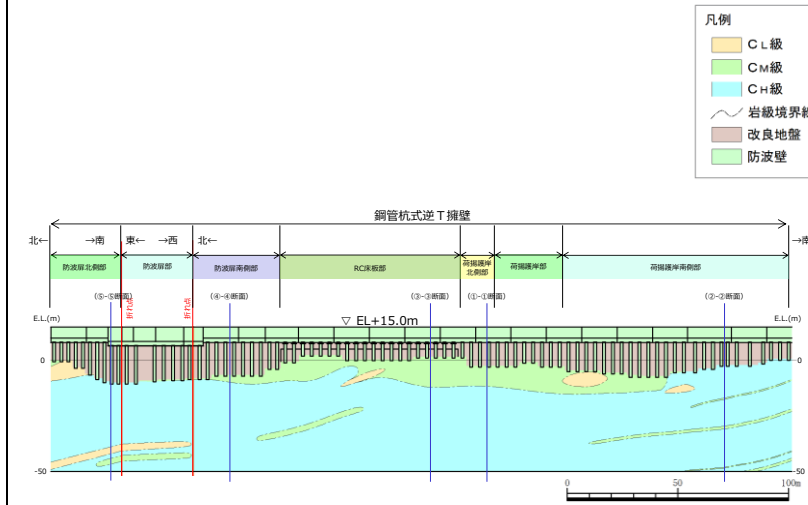 凡例
CL級
CM級
CH級
岩級境界線
改良地盤
防波壁
鋼管杭式逆T擁壁
北← →南 東← →西 北← →南
防波扉北側部 防波扉部 防波扉南側部 RC床板部 荷揚護岸北側部 荷揚護岸部 荷揚護岸南側部
(⑤-⑤断面) 折れ点 折れ点 (④-④断面) (③-③断面) (①-①断面) (②-②断面)
E.L.(m) ▽ EL+15.0m E.L.(m)
0 0
-50 -50
0 50 100m